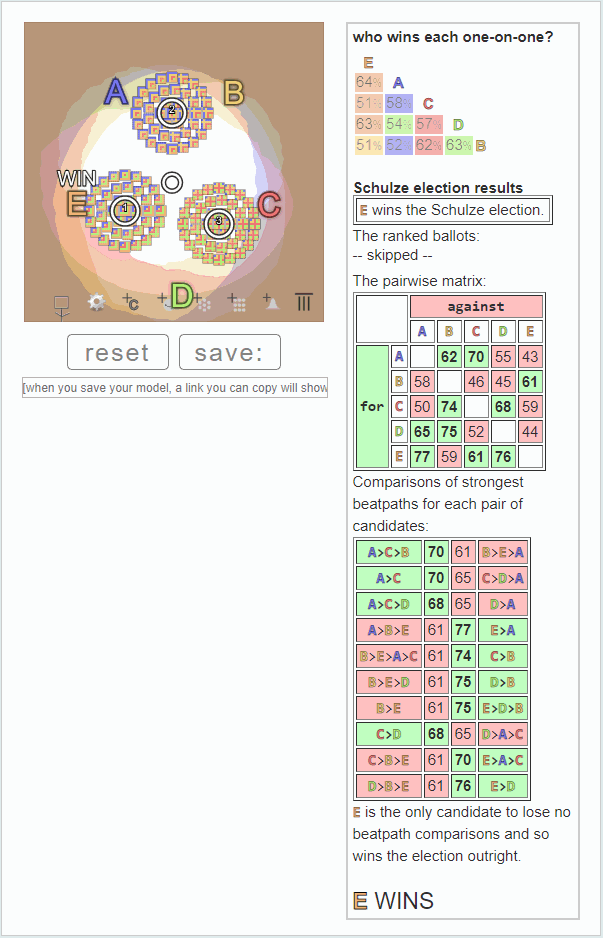 A
B
2
WIN
E
1
3
C
D
+c
reset
save:
[when you save your model, a link you can copy will show
who wins each one-on-one?
E
64% A
51% 58% C
63% 54% 57% D
51% 52% 62% 63% B
Schulze election results
E wins the Schulze election.
The ranked ballots:
-- skipped --
The pairwise matrix:
against
A B C D E
for
A 62 70 55 43
B 58 46 45 61
C 50 74 68 59
D 65 75 52 44
E 77 59 61 76
Comparisons of strongest
beatpaths for each pair of
candidates:
A>C>B 70 61 B>E>A
A>C 70 65 C>D>A
A>C>D 68 65 D>A
A>B>E 61 77 E>A
B>E>A>C 61 74 C>B
B>E>D 61 75 D>B
B>E 61 75 E>D>B
C>D 68 65 D>A>C
C>B>E 61 70 E>A>C
D>B>E 61 76 E>D
E is the only candidate to lose no
beatpath comparisons and so
wins the election outright.
E WINS